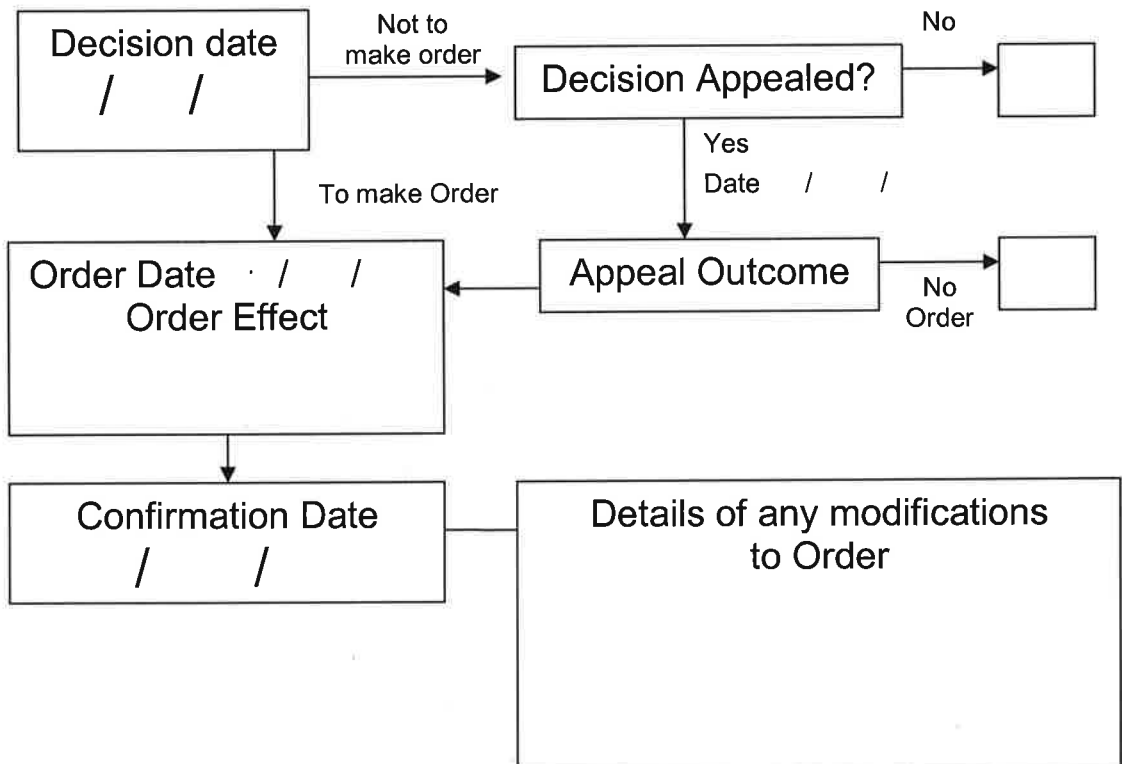 Decision date
/ /
Not to
make order
Decision Appealed?
No
Yes
Date / /
To make Order
Order Date / /
Order Effect
Appeal Outcome
No
Order
Confirmation Date
/ /
Details of any modifications
to Order